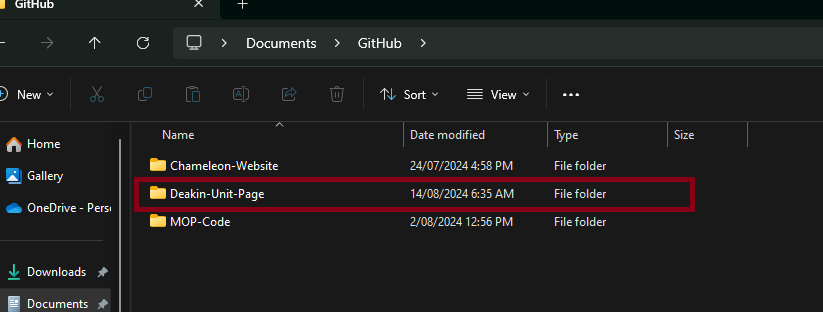 GitHub
Documents
GitHub
New
Sort
View
Name
Date modified
Type
Size
Home
Gallery
OneDrive - Pers
Downloads
Documents
Chameleon-Website 24/07/2024 4:58 PM File folder
Deakin-Unit-Page 14/08/2024 6:35 AM File folder
MOP-Code 2/08/2024 12:56 PM File folder